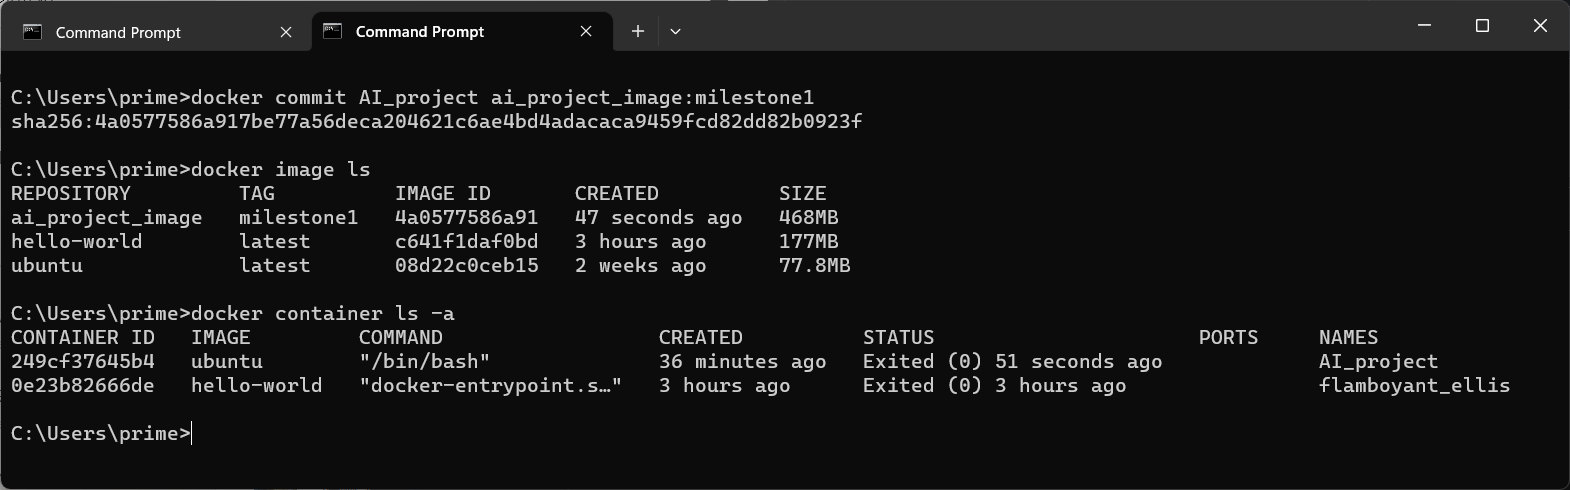 Command Prompt
Command Prompt
C:\Users\prime>docker commit AI_project ai_project_image:milestone1
sha256:4a0577586a917be77a56deca204621c6ae4bd4adacaca9459fcd82dd82b0923f
C:\Users\prime>docker image ls
REPOSITORY TAG IMAGE ID CREATED SIZE
ai_project_image milestone1 4a0577586a91 47 seconds ago 468MB
hello-world latest c641f1daf0bd 3 hours ago 177MB
ubuntu latest 08d22c0ceb15 2 weeks ago 77.8MB
C:\Users\prime>docker container ls -a
CONTAINER ID IMAGE COMMAND CREATED STATUS PORTS NAMES
249cf37645b4 ubuntu "/bin/bash" 36 minutes ago Exited (0) 51 seconds ago AI_project
0e23b82666de hello-world "docker-entrypoint.s…" 3 hours ago Exited (0) 3 hours ago flamboyant_ellis
C:\Users\prime>